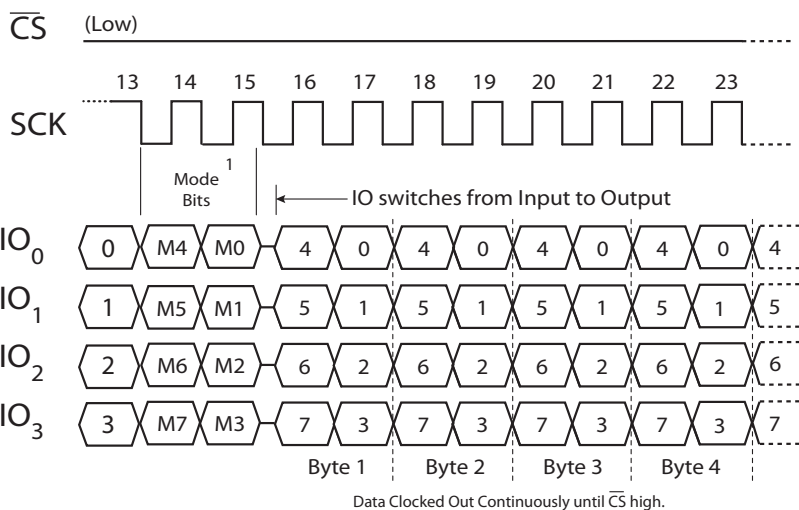 CS (Low)
13 14 15 16 17 18 19 20 21 22 23
SCK
Mode 1
Bits
IO switches from Input to Output
IO0 0 M4 M0 4 0 4 0 4 0 4 0 4
IO1 1 M5 M1 5 1 5 1 5 1 5 1 5
IO2 2 M6 M2 6 2 6 2 6 2 6 2 6
IO3 3 M7 M3 7 3 7 3 7 3 7 3 7
Byte 1 Byte 2 Byte 3 Byte 4
Data Clocked Out Continuously until CS high.